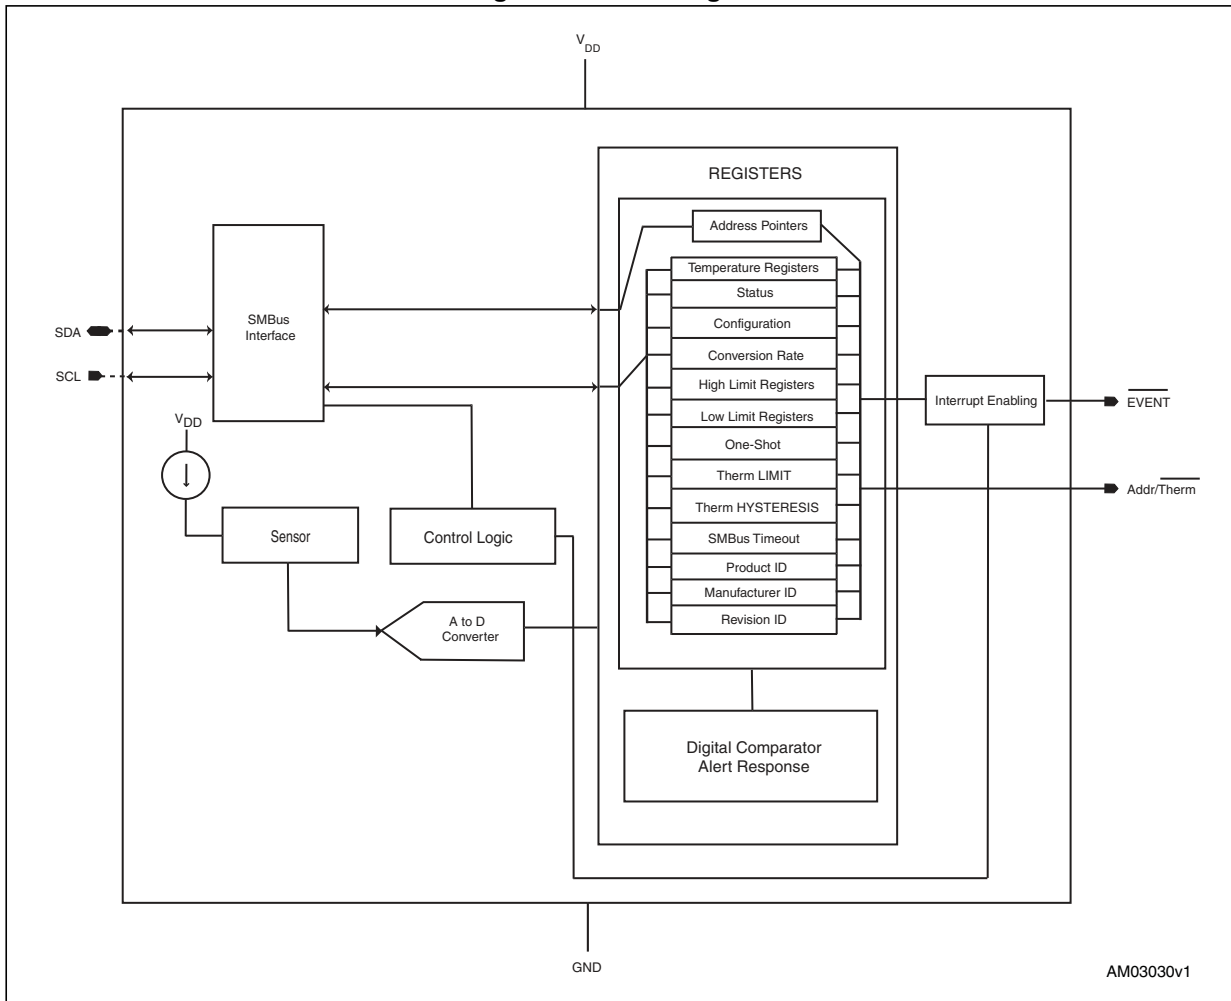 V_DD
REGISTERS
Address Pointers
Temperature Registers
Status
Configuration
Conversion Rate
High Limit Registers
Low Limit Registers
One-Shot
Therm LIMIT
Therm HYSTERESIS
SMBus Timeout
Product ID
Manufacturer ID
Revision ID
SMBus
Interface
SDA
SCL
V_DD
Sensor
Control Logic
A to D
Converter
Interrupt Enabling
EVENT
Addr/Therm
Digital Comparator
Alert Response
GND
AM03030v1